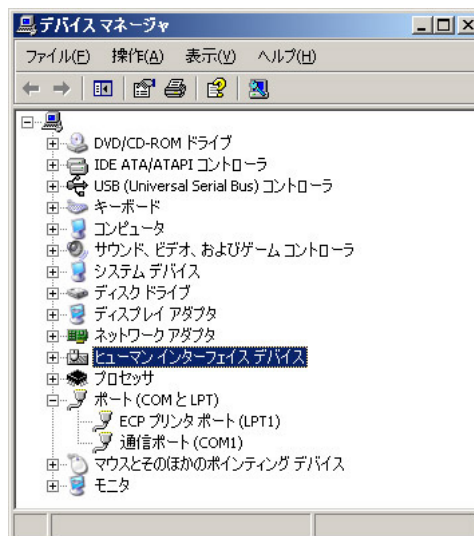 デバイス マネージャ
ファイル(F) 操作(A) 表示(V) ヘルプ(H)
DVD/CD-ROM ドライブ
IDE ATA/ATAPI コントローラ
USB (Universal Serial Bus) コントローラ
キーボード
コンピュータ
サウンド、ビデオ、およびゲーム コントローラ
システム デバイス
ディスク ドライブ
ディスプレイ アダプタ
ネットワーク アダプタ
ヒューマン インターフェイス デバイス
プロセッサ
ポート (COM と LPT)
ECP プリンタ ポート (LPT1)
通信ポート (COM1)
マウスとそのほかのポインティング デバイス
モニタ